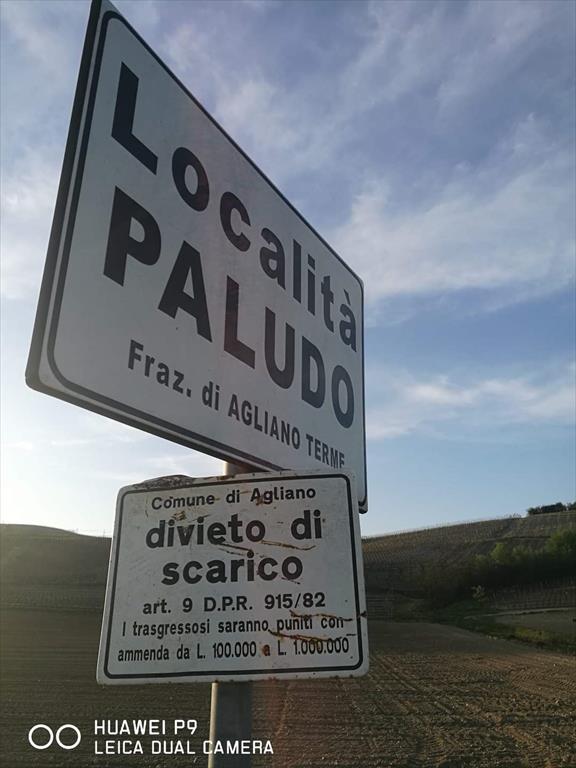 Località
PALUDO
Fraz. di AGLIANO TERME
Comune di Agliano
divieto di
scarico
art. 9 D.P.R. 915/82
I trasgressosi saranno puniti con
ammenda da L. 100.000 a L. 1.000.000
HUAWEI P9
LEICA DUAL CAMERA